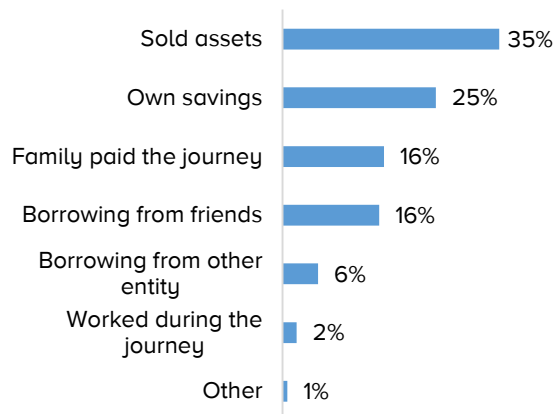 Sold assets 35%
Own savings 25%
Family paid the journey 16%
Borrowing from friends 16%
Borrowing from other
entity 6%
Worked during the
journey 2%
Other 1%